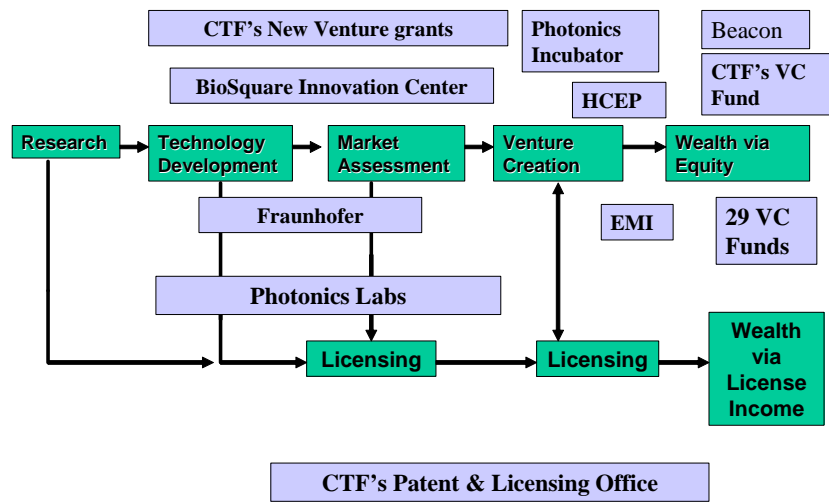 CTF's New Venture grants
Photonics
Incubator
Beacon
CTF's VC
Fund
BioSquare Innovation Center
HCEP
Research
Technology
Development
Market
Assessment
Venture
Creation
Wealth via
Equity
Fraunhofer
EMI
29 VC
Funds
Photonics Labs
Licensing
Licensing
Wealth
via
License
Income
CTF's Patent & Licensing Office